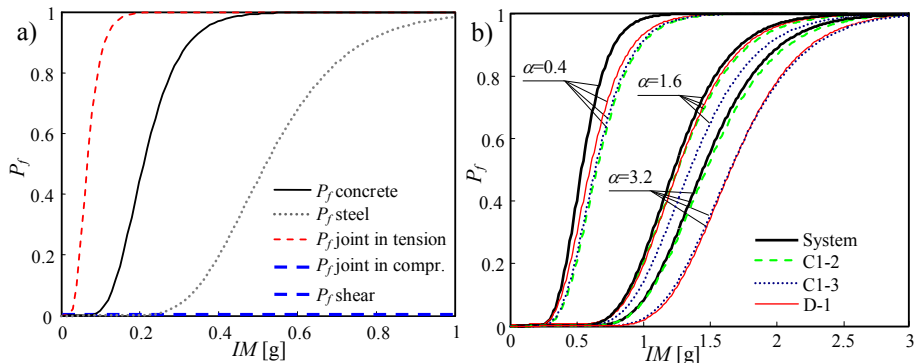 a)
1
0.8
0.6
0.4
0.2
0
P_f
P_f concrete
P_f steel
P_f joint in tension
P_f joint in compr.
P_f shear
0 0.2 0.4 0.6 0.8 1
IM [g]
b)
1
0.8
0.6
0.4
0.2
0
P_f
α=0.4
α=1.6
α=3.2
System
C1-2
C1-3
D-1
0 0.5 1 1.5 2 2.5 3
IM [g]